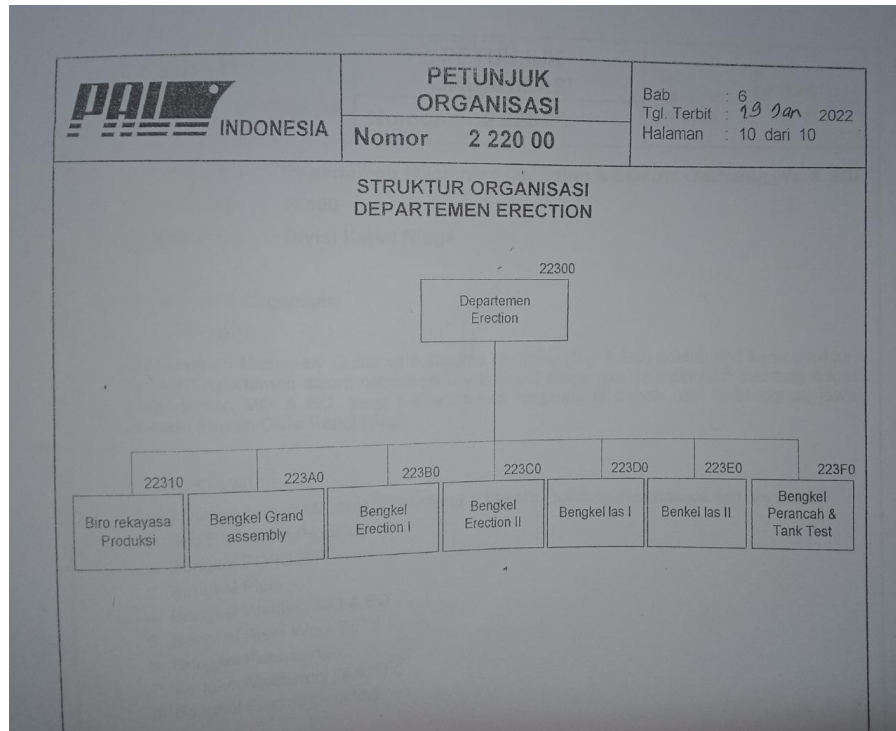 PAL INDONESIA
PETUNJUK
ORGANISASI
Nomor 2 220 00
Bab : 6
Tgl. Terbit : 19 Jan 2022
Halaman : 10 dari 10
STRUKTUR ORGANISASI
DEPARTEMEN ERECTION
22300
Departemen
Erection
22310
Biro rekayasa
Produksi
223A0
Bengkel Grand
assembly
223B0
Bengkel
Erection I
223C0
Bengkel
Erection II
223D0
Bengkel las I
223E0
Benkel las II
223F0
Bengkel
Perancah &
Tank Test